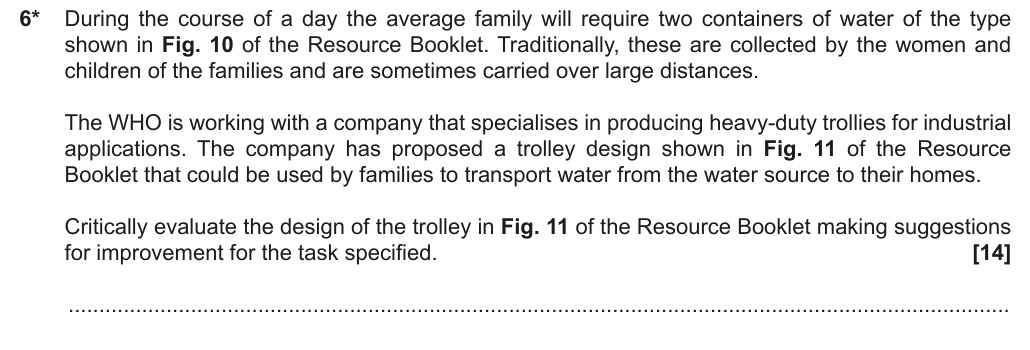 6* During the course of a day the average family will require two containers of water of the type
shown in Fig. 10 of the Resource Booklet. Traditionally, these are collected by the women and
children of the families and are sometimes carried over large distances.
The WHO is working with a company that specialises in producing heavy-duty trollies for industrial
applications. The company has proposed a trolley design shown in Fig. 11 of the Resource
Booklet that could be used by families to transport water from the water source to their homes.
Critically evaluate the design of the trolley in Fig. 11 of the Resource Booklet making suggestions
for improvement for the task specified. [14]